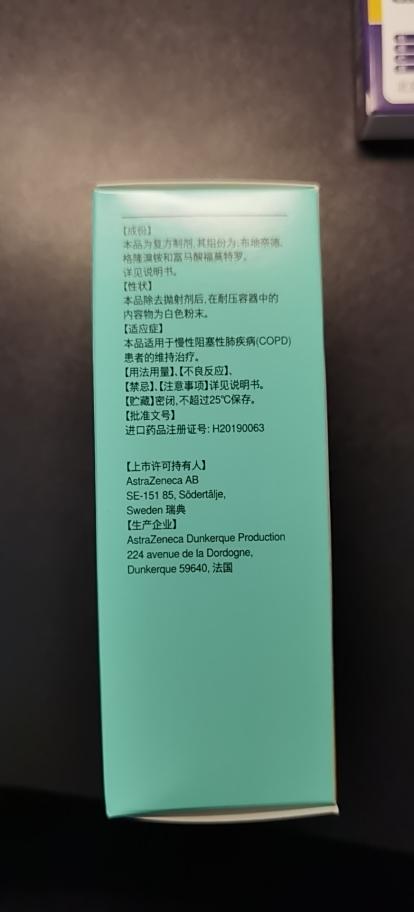 【成份】
本品为复方制剂,其组份为:布地奈德、
格隆溴铵和富马酸福莫特罗。
详见说明书。
【性状】
本品除去抛射剂后,在耐压容器中的
内容物为白色粉末。
【适应症】
本品适用于慢性阻塞性肺疾病(COPD)
患者的维持治疗。
【用法用量】、【不良反应】、
【禁忌】、【注意事项】详见说明书。
【贮藏】密闭,不超过25℃保存。
【批准文号】
进口药品注册证号: H20190063
【上市许可持有人】
AstraZeneca AB
SE-151 85, Södertälje,
Sweden 瑞典
【生产企业】
AstraZeneca Dunkerque Production
224 avenue de la Dordogne,
Dunkerque 59640, 法国